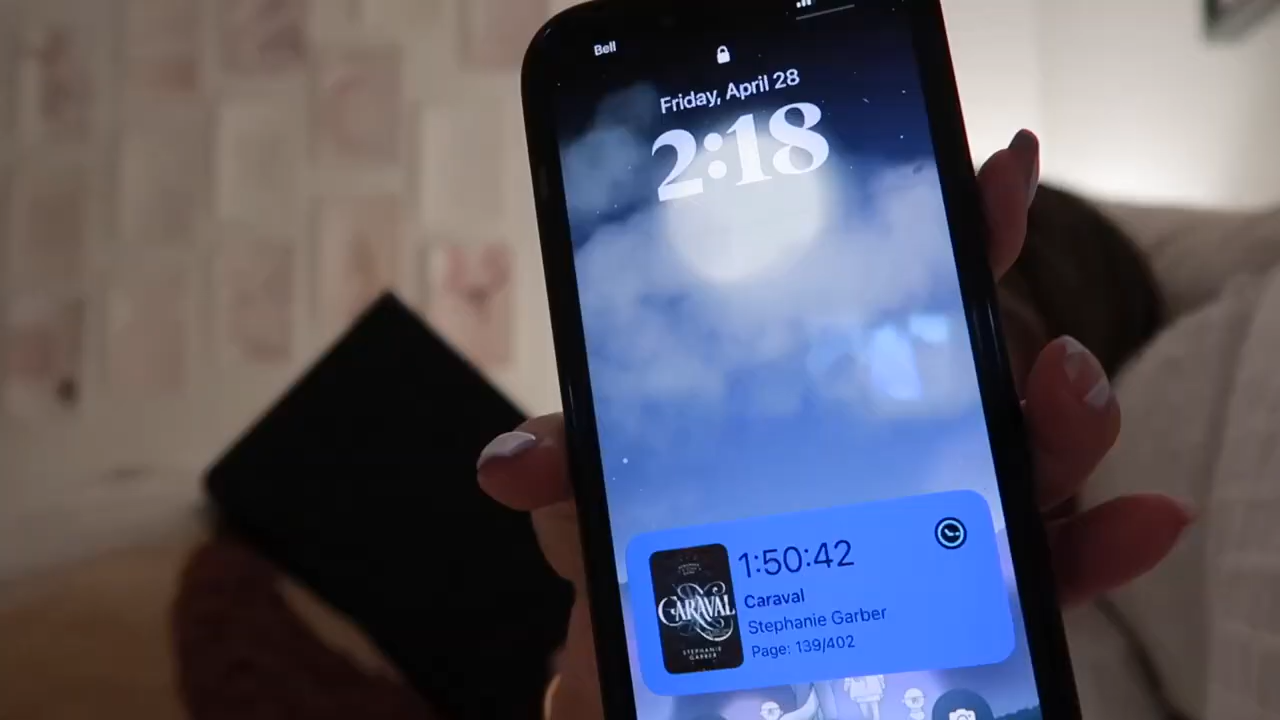 Bell
Friday, April 28
2:18
1:50:42
CARAVAL
STEPHANIE
GARBER
Caraval
Stephanie Garber
Page: 139/402